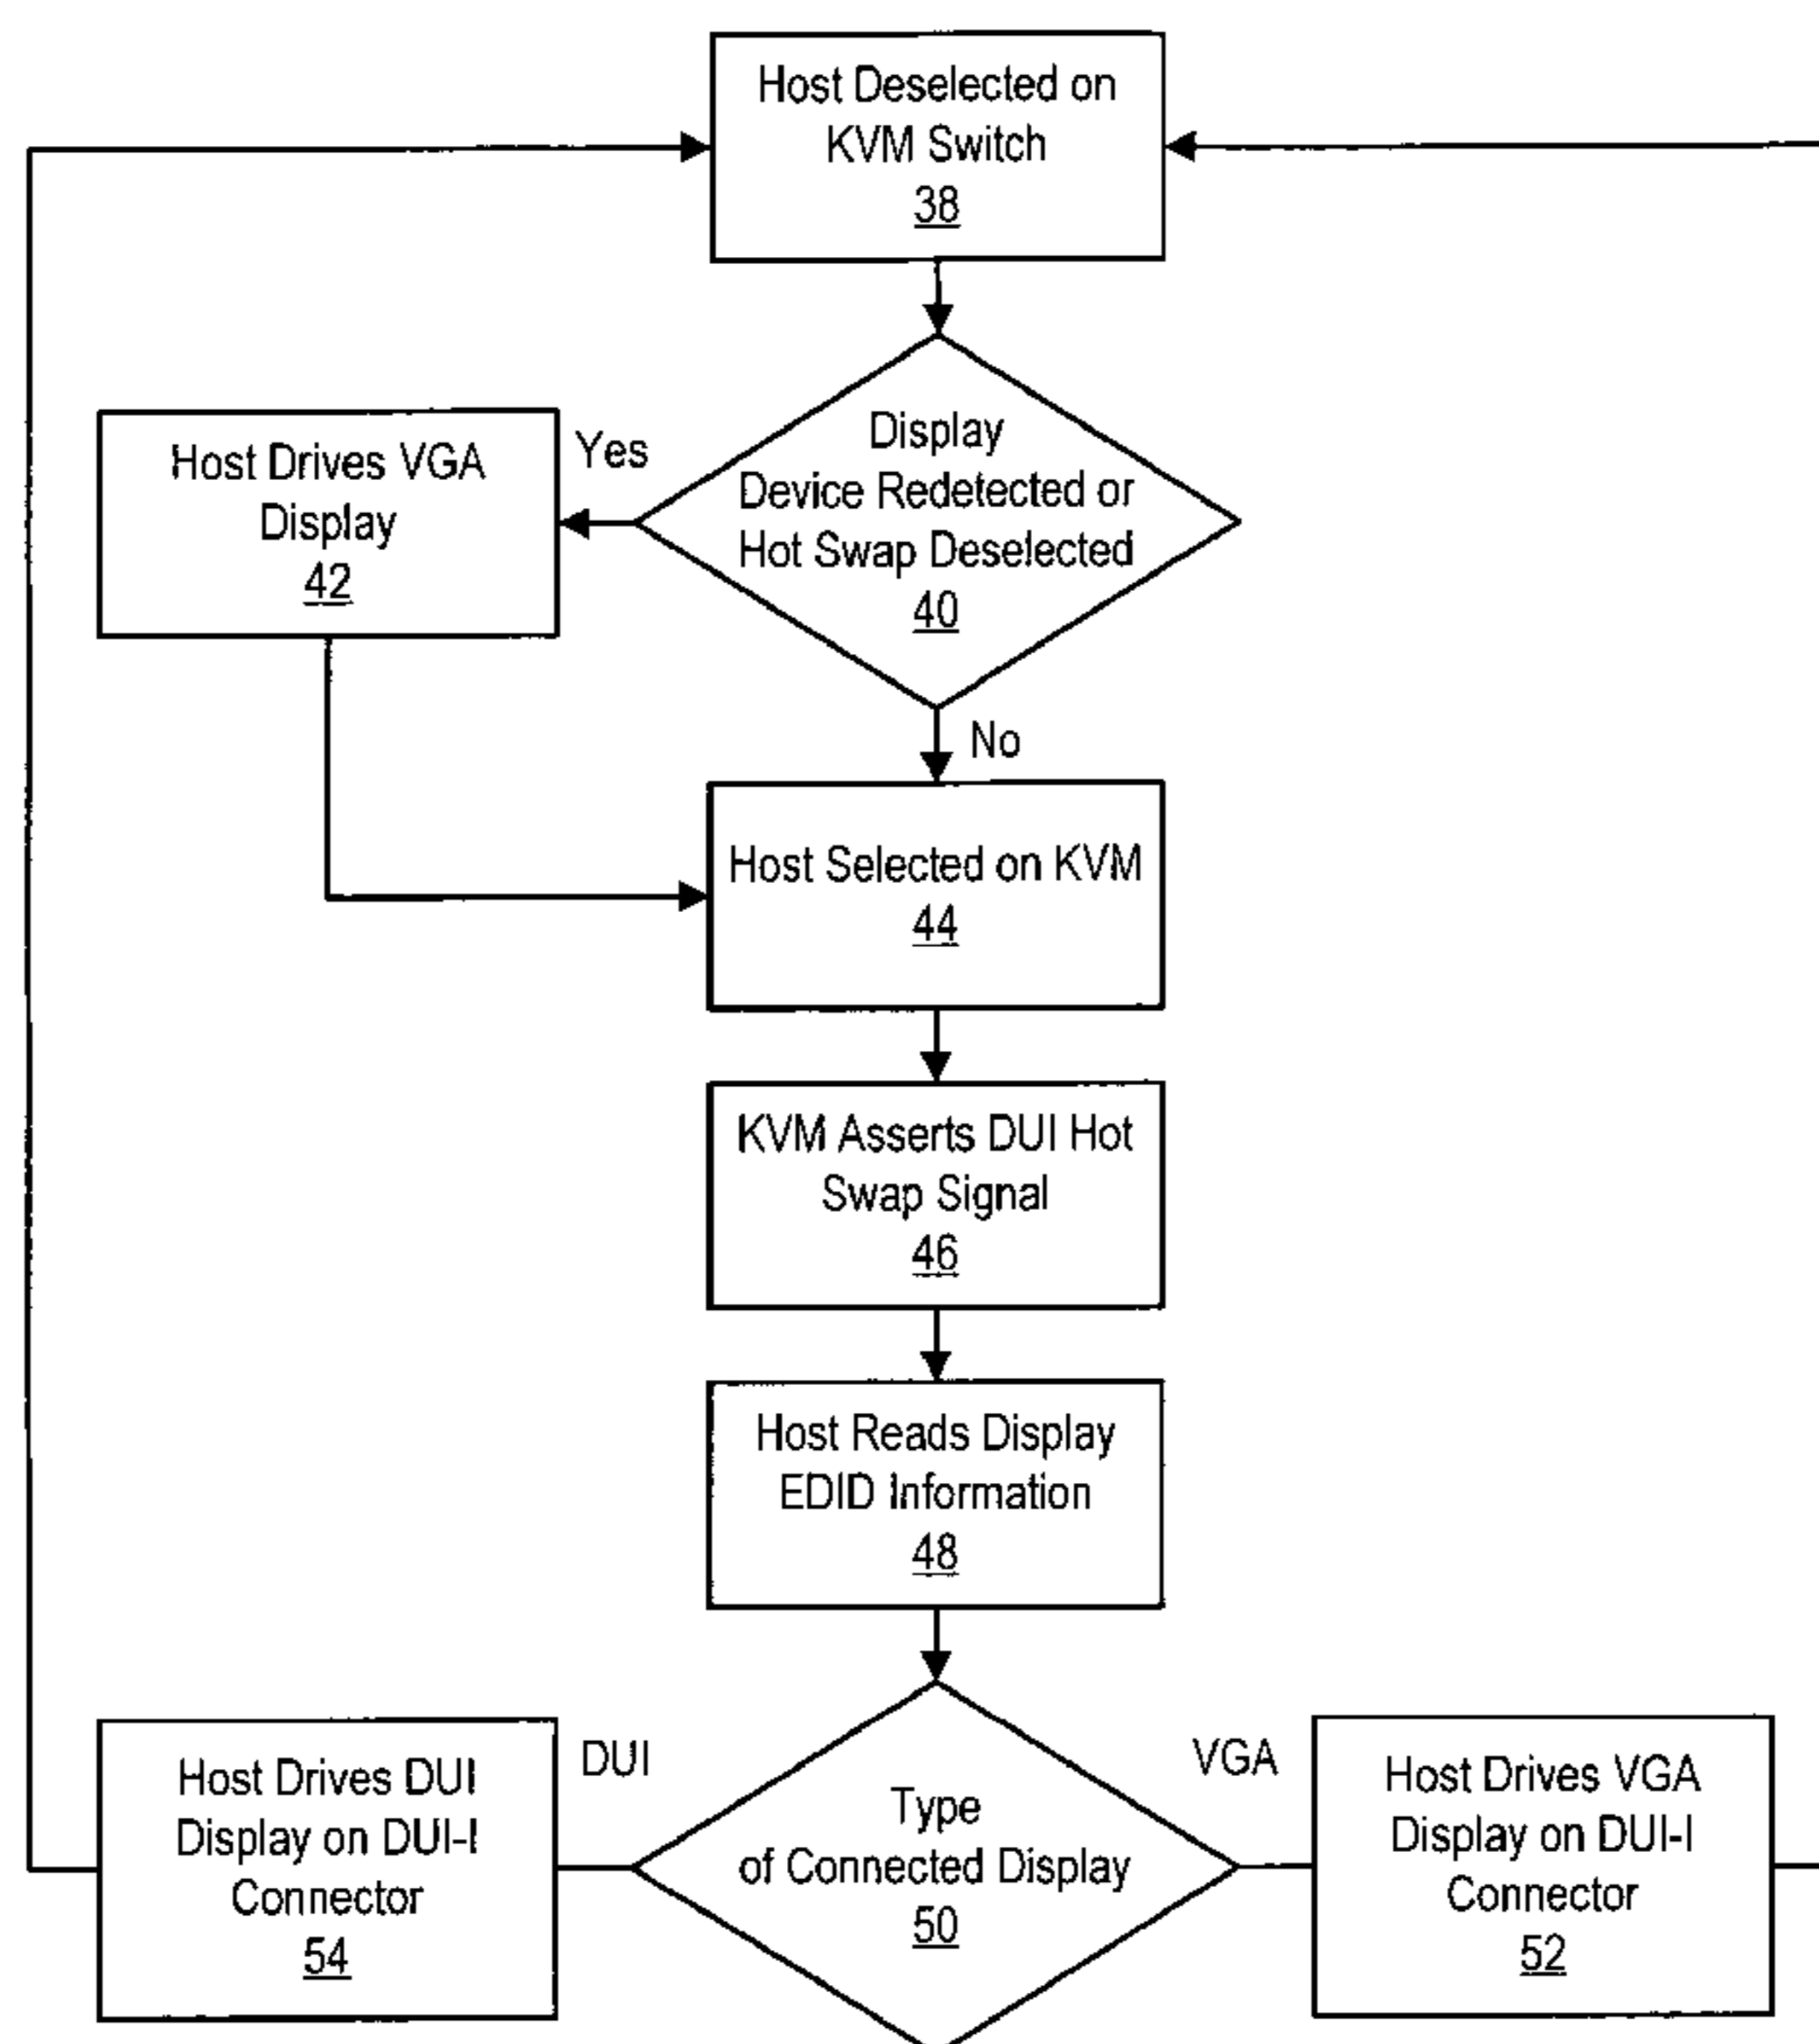 Host Deselected on
KVM Switch
38
Display
Device Redetected or
Hot Swap Deselected
40
Yes
Host Drives VGA
Display
42
No
Host Selected on KVM
44
KVM Asserts DUI Hot
Swap Signal
46
Host Reads Display
EDID Information
48
Type
of Connected Display
50
DUI
Host Drives DUI
Display on DUI-I
Connector
54
VGA
Host Drives VGA
Display on DUI-I
Connector
52